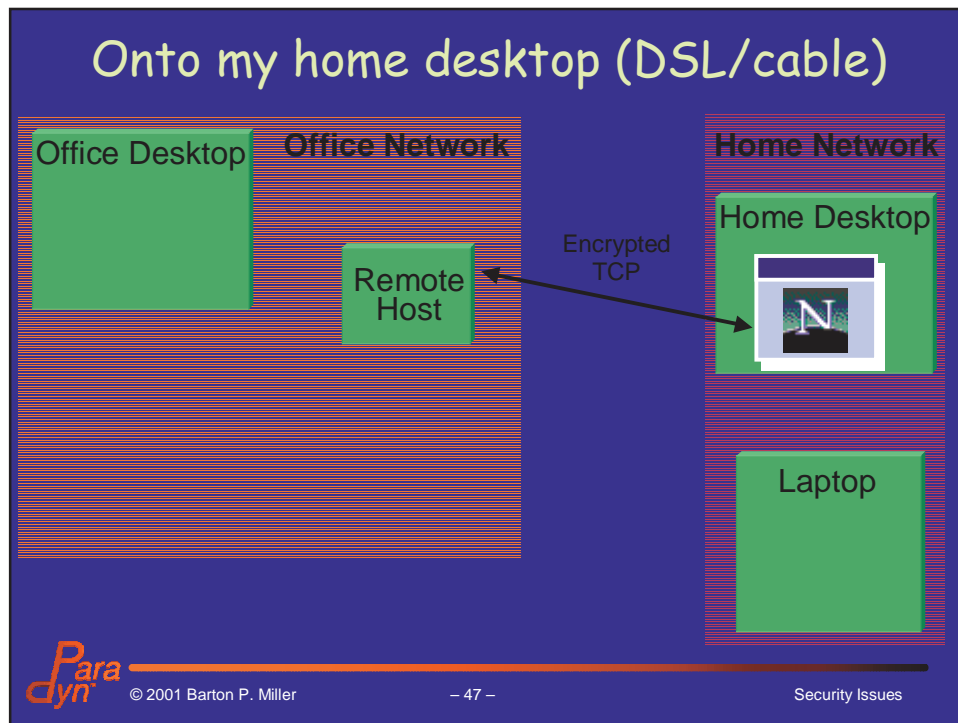 Onto my home desktop (DSL/cable)
Office Desktop
Office Network
Home Network
Home Desktop
Encrypted
TCP
Remote
Host
N
Laptop
Para
dyn™
© 2001 Barton P. Miller
– 47 –
Security Issues